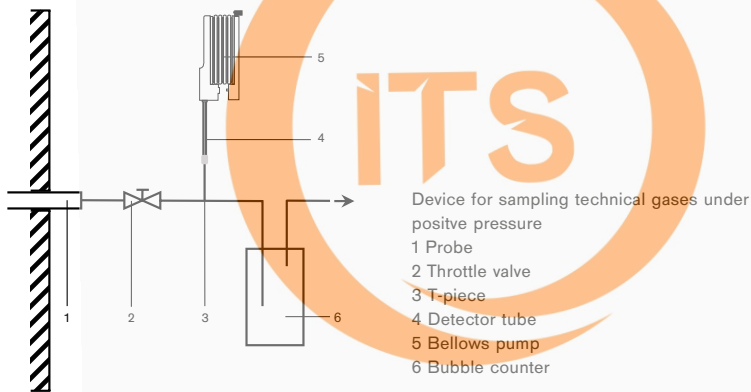 5
4
ITS
Device for sampling technical gases under
positve pressure
1 Probe
2 Throttle valve
3 T-piece
4 Detector tube
5 Bellows pump
6 Bubble counter
1
2
3
6